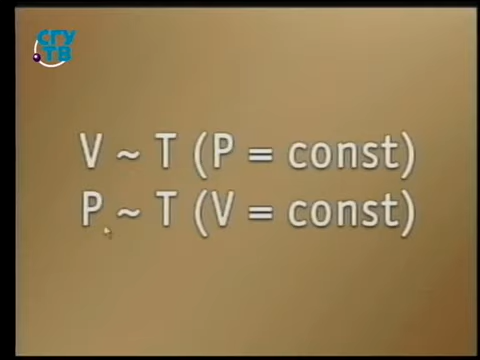 СГУ
ТВ
V ~ T (P = const)
P ~ T (V = const)